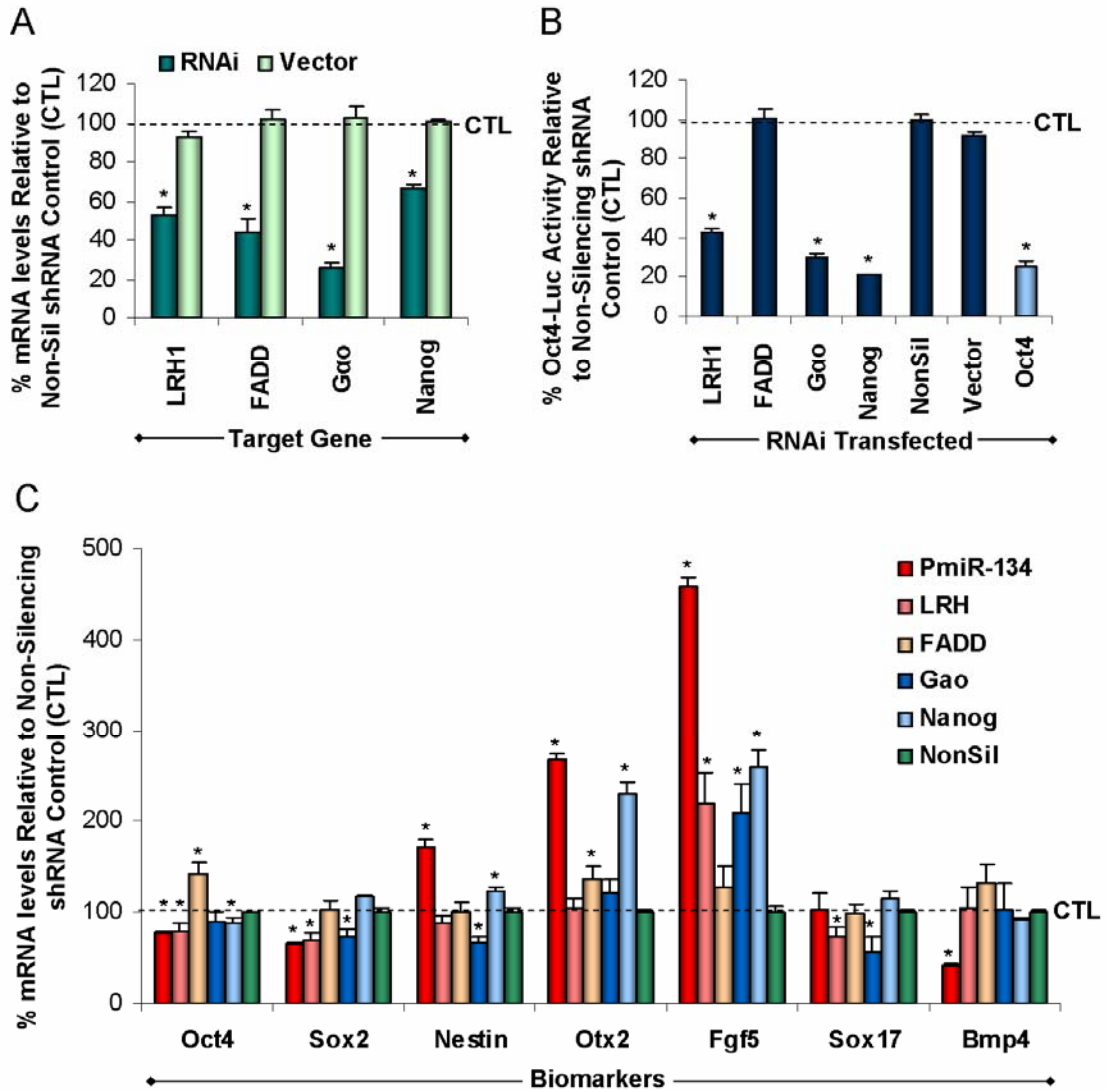 A
RNAi Vector
% mRNA levels Relative to
Non-Sil shRNA Control (CTL)
120
100
80
60
40
20
0
CTL
* * * *
LRH1 FADD Gαo Nanog
Target Gene
B
% Oct4-Luc Activity Relative
to Non-Silencing shRNA
Control (CTL)
120
100
80
60
40
20
0
CTL
* * * *
LRH1 FADD Gαo Nanog NonSil Vector Oct4
RNAi Transfected
C
% mRNA levels Relative to Non-Silencing
shRNA Control (CTL)
500
400
300
200
100
0
PmiR-134
LRH
FADD
Gao
Nanog
NonSil
CTL
* * * * * * * * * * * * * * * * * * *
Oct4 Sox2 Nestin Otx2 Fgf5 Sox17 Bmp4
Biomarkers